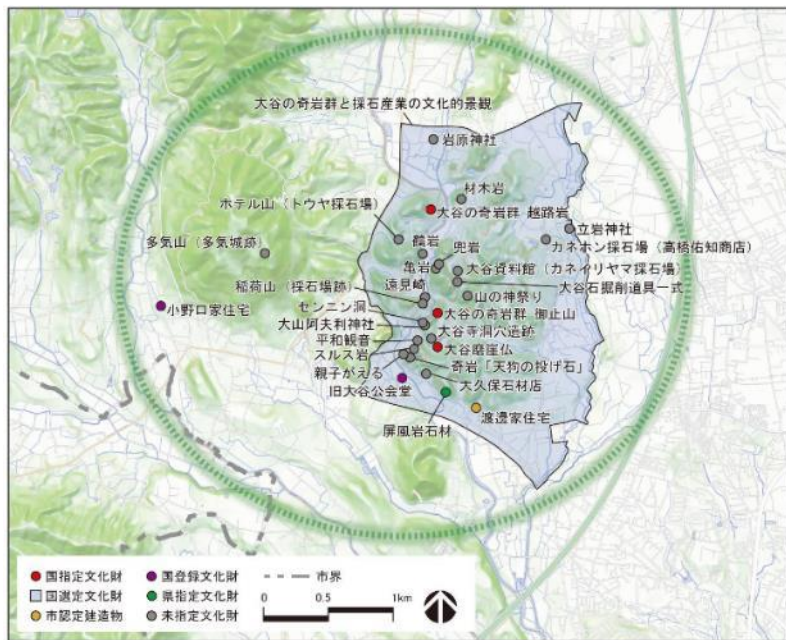 大谷の奇岩群と採石産業の文化的景観
岩原神社
材木岩
ホテル山（トウヤ採石場）
大谷の奇岩群 越路岩
立岩神社
鶴岩
兜岩
カネホン採石場（高橋佑知商店）
多気山（多気城跡）
亀岩
大谷資料館（カネイリヤマ採石場）
遠見崎
大谷石掘削道具一式
稲荷山（採石場跡）
山の神祭り
小野口家住宅
センニン洞
大谷の奇岩群 御止山
大山阿夫利神社
大谷寺洞穴遺跡
平和観音
大谷磨窪仏
スルス岩
奇岩「天狗の投げ石」
親子がえる
大久保石材店
旧大谷公会堂
渡邊家住宅
屏風岩石材
国指定文化財
国登録文化財
市界
国選定文化財
県指定文化財
0 0.5 1km
市認定建造物
未指定文化財